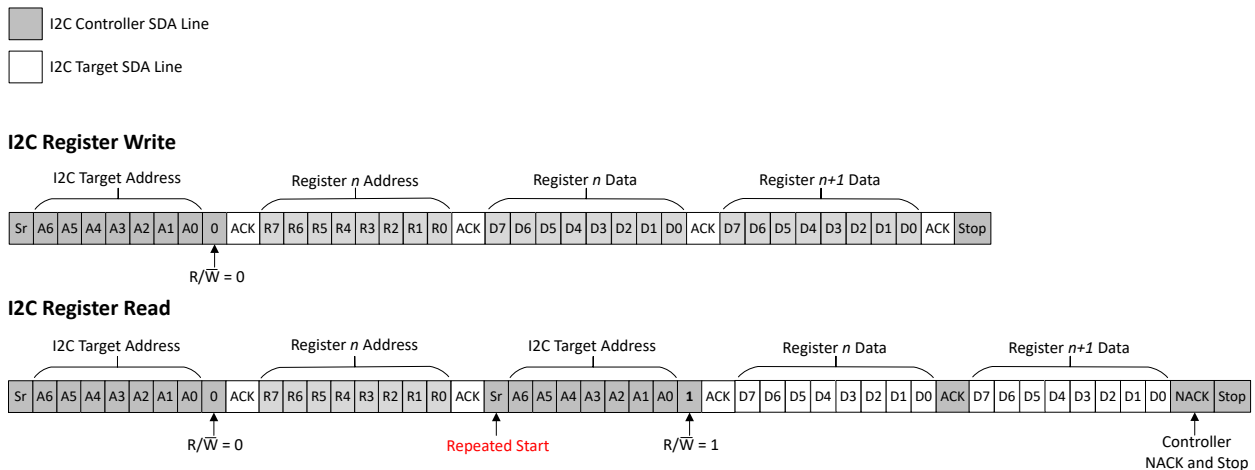 I2C Controller SDA Line
I2C Target SDA Line
I2C Register Write
I2C Target Address Register n Address Register n Data Register n+1 Data
Sr A6 A5 A4 A3 A2 A1 A0 0 ACK R7 R6 R5 R4 R3 R2 R1 R0 ACK D7 D6 D5 D4 D3 D2 D1 D0 ACK D7 D6 D5 D4 D3 D2 D1 D0 ACK Stop
R/W̅ = 0
I2C Register Read
I2C Target Address Register n Address I2C Target Address Register n Data Register n+1 Data
Sr A6 A5 A4 A3 A2 A1 A0 0 ACK R7 R6 R5 R4 R3 R2 R1 R0 ACK Sr A6 A5 A4 A3 A2 A1 A0 1 ACK D7 D6 D5 D4 D3 D2 D1 D0 ACK D7 D6 D5 D4 D3 D2 D1 D0 NACK Stop
R/W̅ = 0 Repeated Start R/W̅ = 1 Controller
NACK and Stop